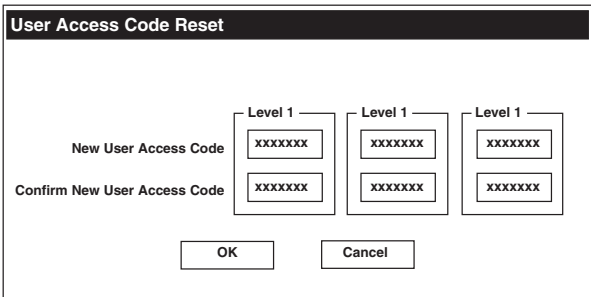 User Access Code Reset
Level 1 Level 1 Level 1
New User Access Code xxxxxxx xxxxxxx xxxxxxx
Confirm New User Access Code xxxxxxx xxxxxxx xxxxxxx
OK Cancel